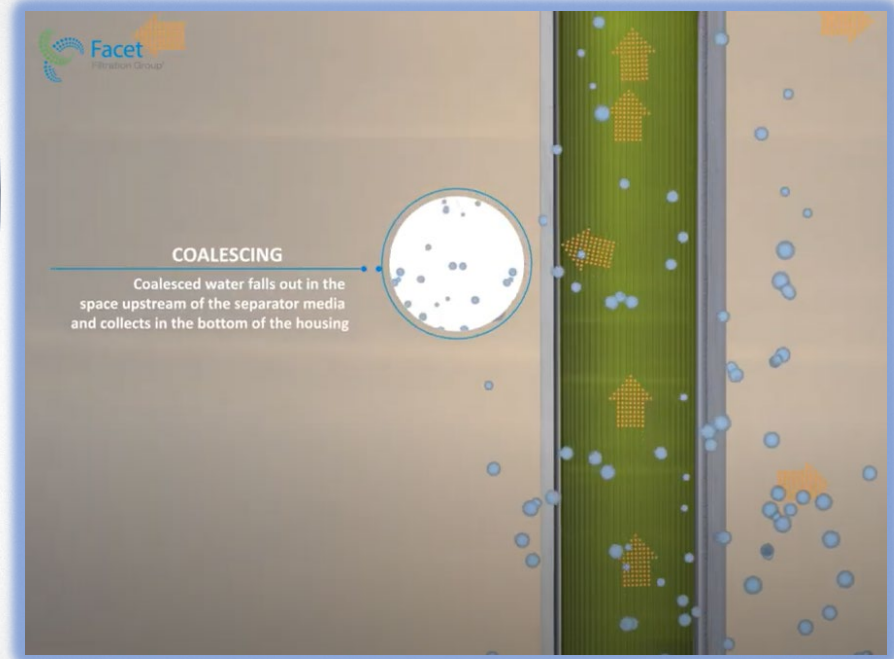 Facet
Filtration Group
COALESCING
Coalesced water falls out in the
space upstream of the separator media
and collects in the bottom of the housing